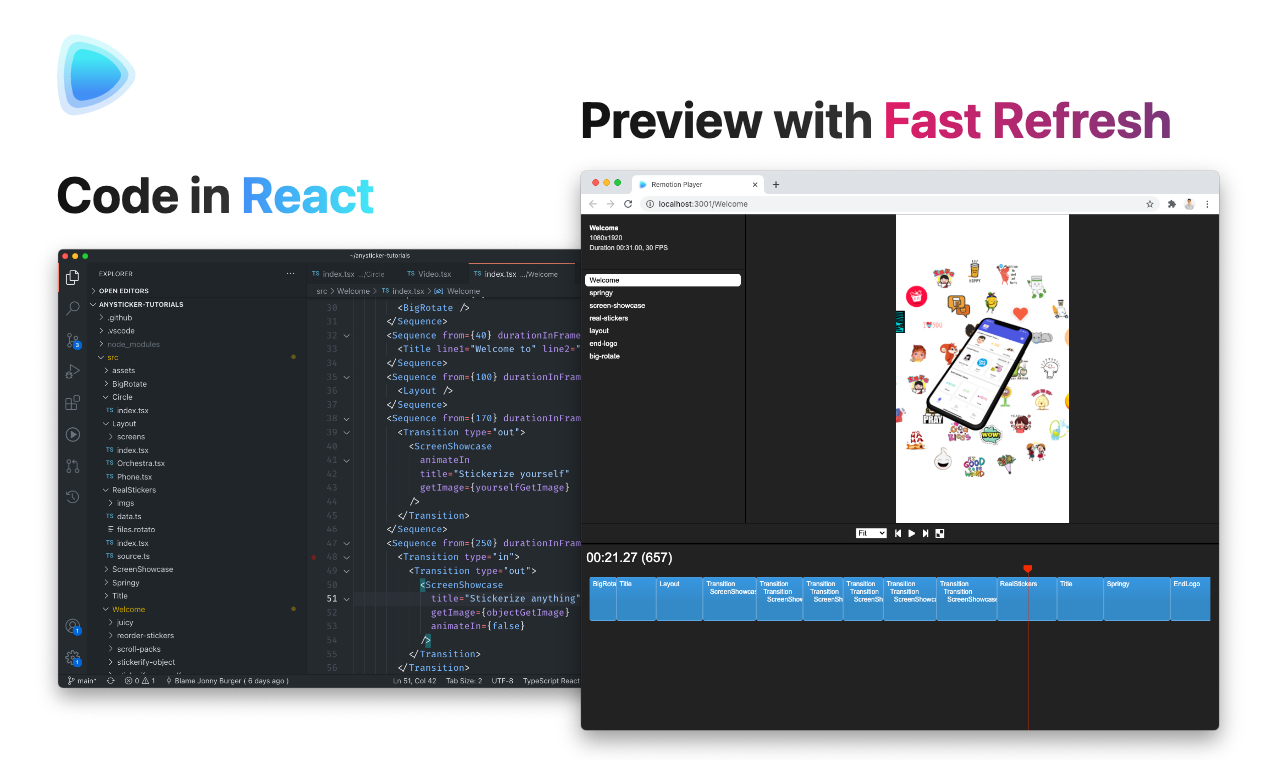 Preview with Fast Refresh
Code in React
~/anysticker-tutorials
EXPLORER
OPEN EDITORS
ANYSTICKER-TUTORIALS
.github
.vscode
node_modules
src
assets
BigRotate
Circle
TS index.tsx
Layout
screens
TS index.tsx
TS Orchestra.tsx
TS Phone.tsx
RealStickers
imgs
TS data.ts
files.rotato
TS index.tsx
TS source.ts
ScreenShowcase
Springy
Title
Welcome
juicy
reorder-stickers
scroll-packs
stickerify-object
3
1
1
TS index.tsx .../Circle
TS Video.tsx
TS index.tsx .../Welcome
src > Welcome > TS index.tsx > Welcome
30 <BigRotate />
31 </Sequence>
32 <Sequence from={40} durationInFram
33 <Title line1="Welcome to" line2="
34 </Sequence>
35 <Sequence from={100} durationInFram
36 <Layout />
37 </Sequence>
38 <Sequence from={170} durationInFram
39 <Transition type="out">
40 <ScreenShowcase
41 animateIn
42 title="Stickerize yourself"
43 getImage={yourselfGetImage}
44 />
45 </Transition>
46 </Sequence>
47 <Sequence from={250} durationInFram
48 <Transition type="in">
49 <Transition type="out">
50 <ScreenShowcase
51 title="Stickerize anything"
52 getImage={objectGetImage}
53 animateIn={false}
54 />
55 </Transition>
56 </Transition>
main* 0 1 Blame Jonny Burger ( 6 days ago ) Ln 51, Col 42 Tab Size: 2 UTF-8 TypeScript React
Remotion Player
localhost:3001/Welcome
Welcome
1080x1920
Duration 00:31.00, 30 FPS
Welcome
springy
screen-showcase
real-stickers
layout
end-logo
big-rotate
PRAY
WOW!
GOOD
Fit
00:21.27 (657)
BigRota Title Layout Transition Transition Transition Transition Transition Transition RealStickers Title Springy EndLogo
ScreenShowcas Transition Transition Transition Transition Transition
ScreenShow ScreenSh ScreenSh ScreenShowc ScreenShowcase